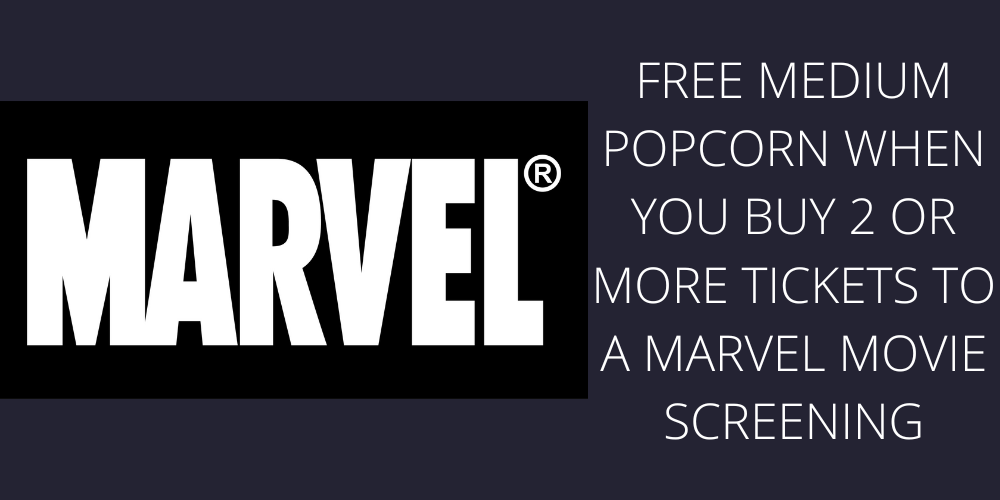 MARVEL®
FREE MEDIUM
POPCORN WHEN
YOU BUY 2 OR
MORE TICKETS TO
A MARVEL MOVIE
SCREENING